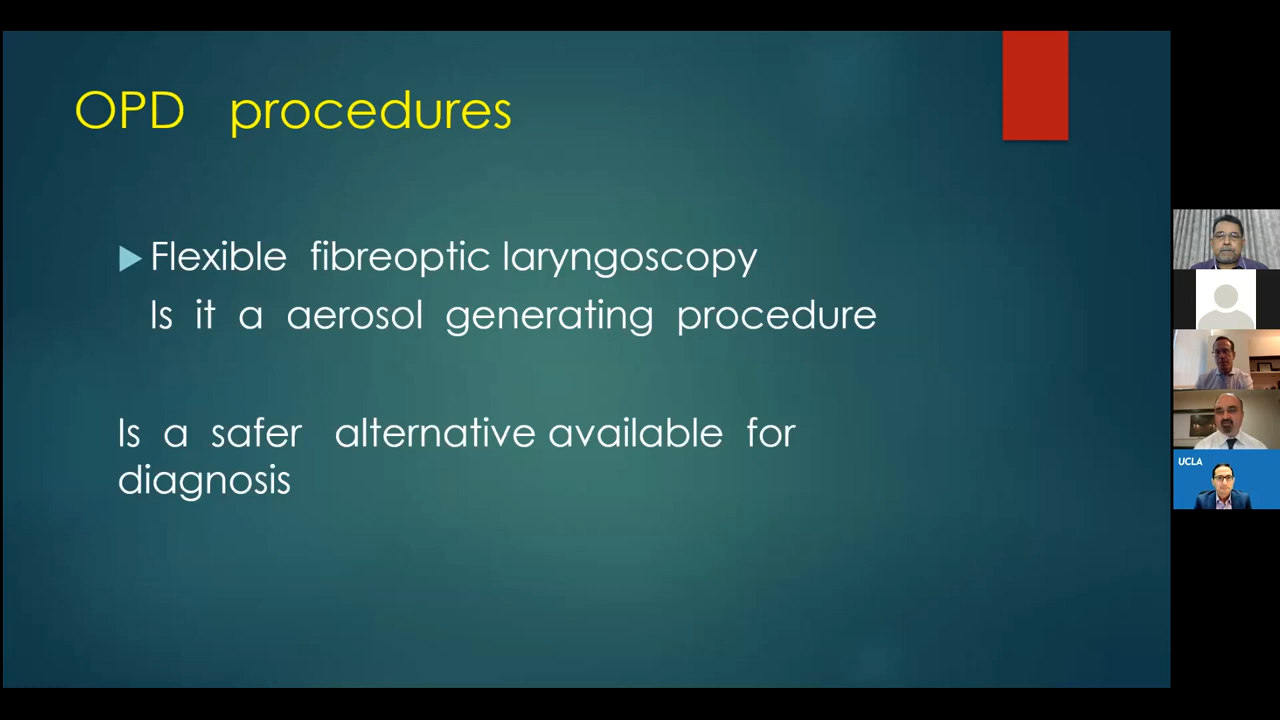 OPD procedures
Flexible fibreoptic laryngoscopy
Is it a aerosol generating procedure
Is a safer alternative available for
diagnosis
UCLA